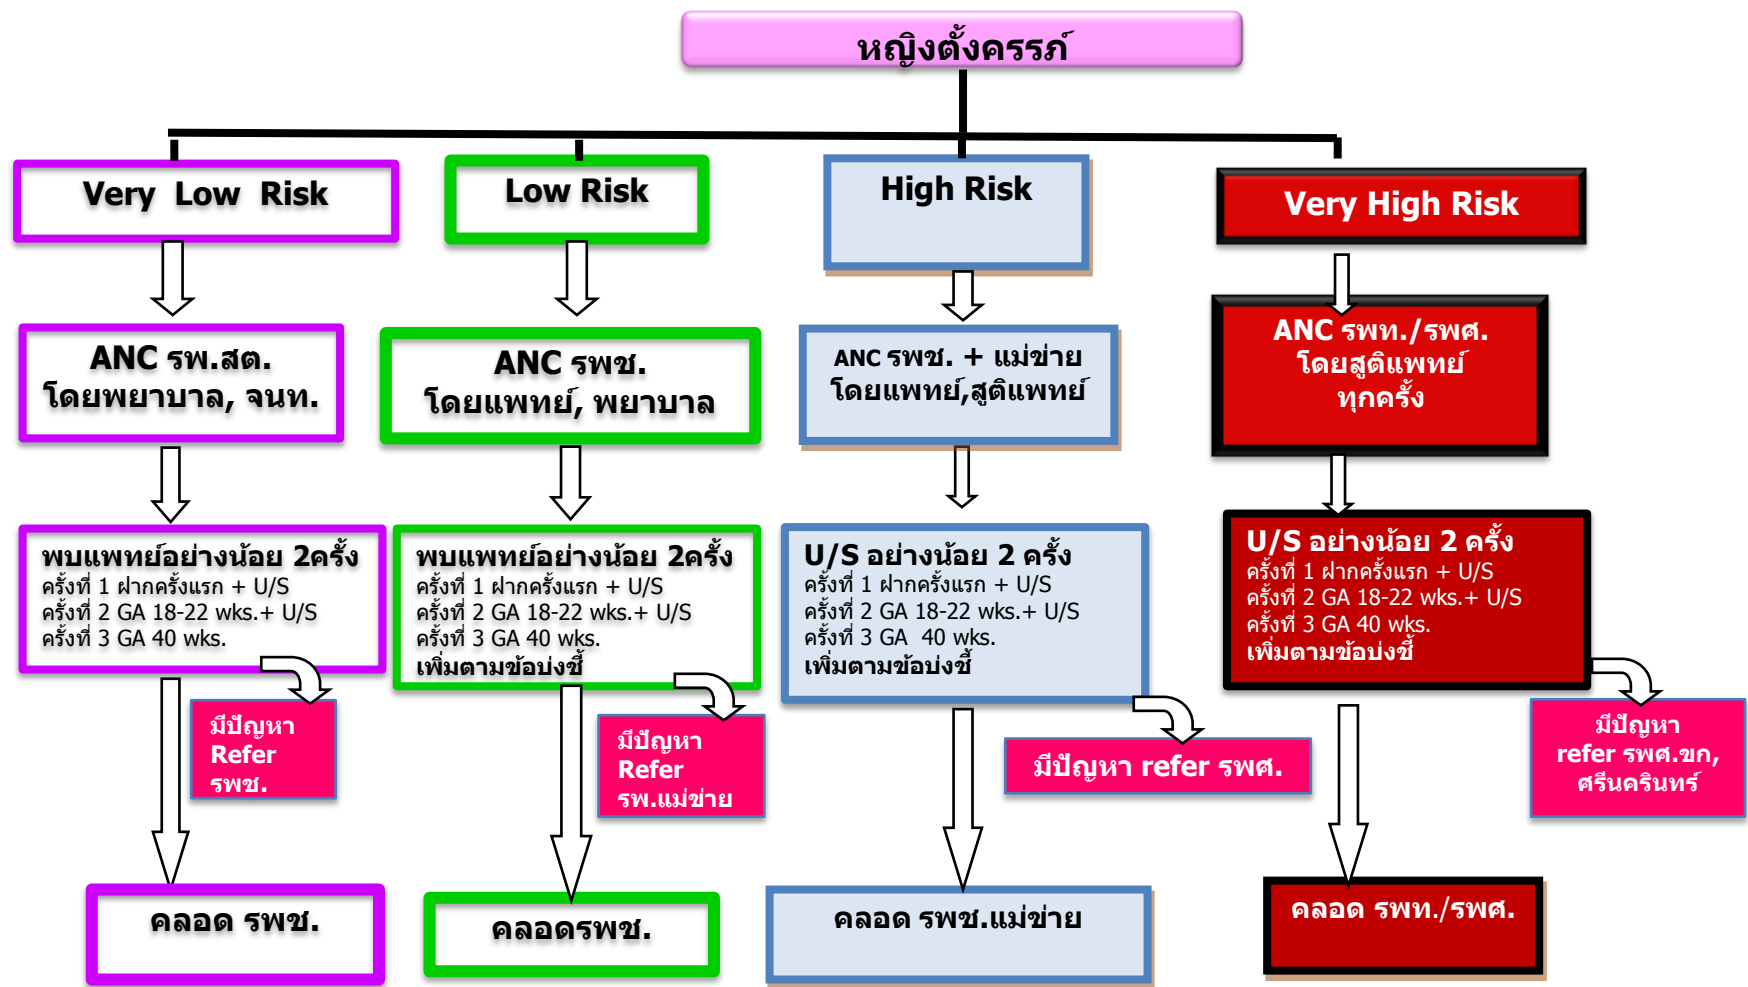 หญิงตั้งครรภ์
Very Low Risk
Low Risk
High Risk
Very High Risk
ANC รพ.สต.
โดยพยาบาล, จนท.
ANC รพช.
โดยแพทย์, พยาบาล
ANC รพช. + แม่ข่าย
โดยแพทย์,สูติแพทย์
ANC รพท./รพศ.
โดยสูติแพทย์
ทุกครั้ง
พบแพทย์อย่างน้อย 2ครั้ง
ครั้งที่ 1 ฝากครั้งแรก + U/S
ครั้งที่ 2 GA 18-22 wks.+ U/S
ครั้งที่ 3 GA 40 wks.
พบแพทย์อย่างน้อย 2ครั้ง
ครั้งที่ 1 ฝากครั้งแรก + U/S
ครั้งที่ 2 GA 18-22 wks.+ U/S
ครั้งที่ 3 GA 40 wks.
เพิ่มตามข้อบ่งชี้
U/S อย่างน้อย 2 ครั้ง
ครั้งที่ 1 ฝากครั้งแรก + U/S
ครั้งที่ 2 GA 18-22 wks.+ U/S
ครั้งที่ 3 GA 40 wks.
เพิ่มตามข้อบ่งชี้
U/S อย่างน้อย 2 ครั้ง
ครั้งที่ 1 ฝากครั้งแรก + U/S
ครั้งที่ 2 GA 18-22 wks.+ U/S
ครั้งที่ 3 GA 40 wks.
เพิ่มตามข้อบ่งชี้
มีปัญหา
Refer
รพช.
มีปัญหา
Refer
รพ.แม่ข่าย
มีปัญหา refer รพศ.
มีปัญหา
refer รพศ.ขก,
ศรีนครินทร์
คลอด รพช.
คลอดรพช.
คลอด รพช.แม่ข่าย
คลอด รพท./รพศ.